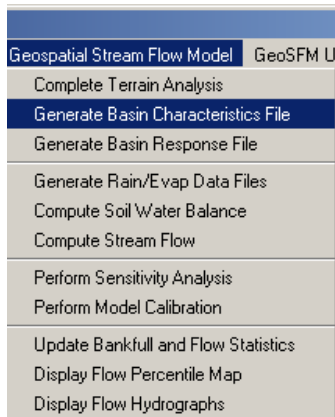 Geospatial Stream Flow Model GeoSFM U
Complete Terrain Analysis
Generate Basin Characteristics File
Generate Basin Response File
Generate Rain/Evap Data Files
Compute Soil Water Balance
Compute Stream Flow
Perform Sensitivity Analysis
Perform Model Calibration
Update Bankfull and Flow Statistics
Display Flow Percentile Map
Display Flow Hydrographs